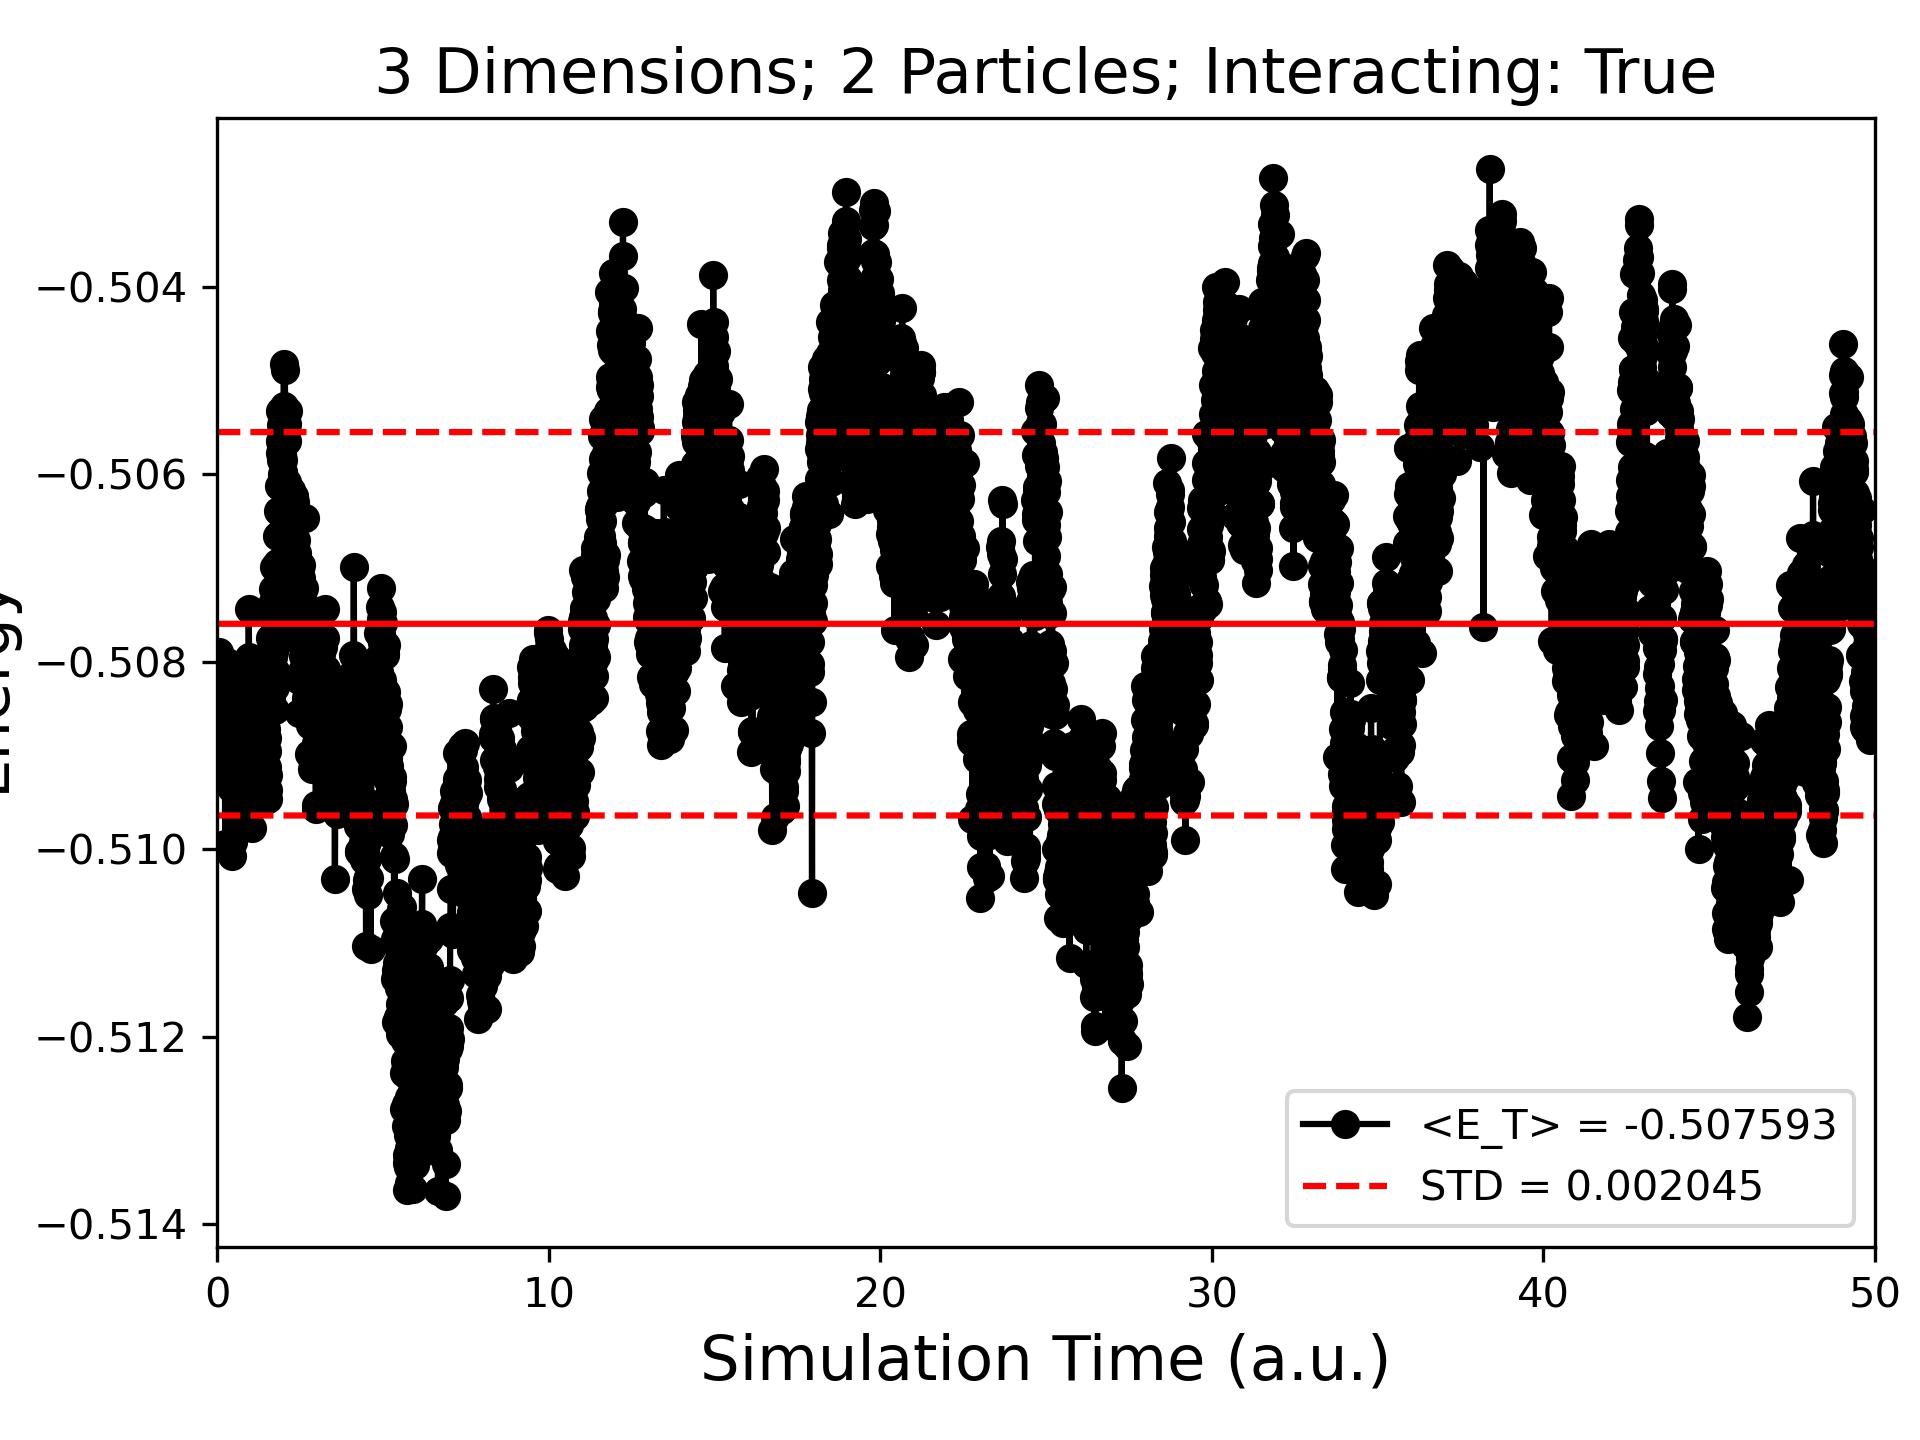 3 Dimensions; 2 Particles; Interacting: True
Energy
−0.504
−0.506
−0.508
−0.510
−0.512
−0.514
0 10 20 30 40 50
Simulation Time (a.u.)
<E_T> = -0.507593
STD = 0.002045